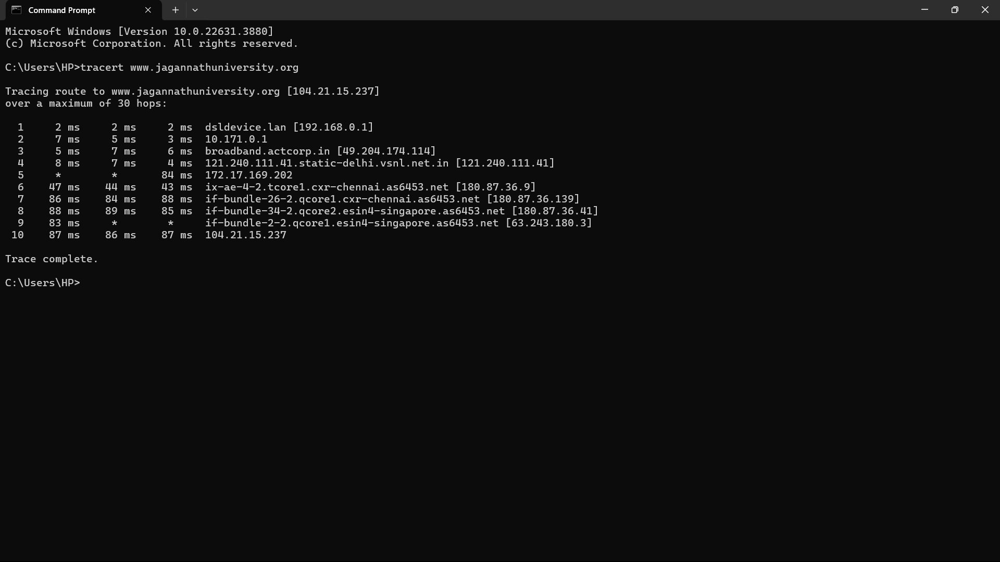 Command Prompt
Microsoft Windows [Version 10.0.22631.3880]
(c) Microsoft Corporation. All rights reserved.
C:\Users\HP>tracert www.jagannathuniversity.org
Tracing route to www.jagannathuniversity.org [104.21.15.237]
over a maximum of 30 hops:
  1     2 ms     2 ms     2 ms  dsldevice.lan [192.168.0.1]
  2     7 ms     5 ms     3 ms  10.171.0.1
  3     5 ms     7 ms     6 ms  broadband.actcorp.in [49.204.174.114]
  4     8 ms     7 ms     4 ms  121.240.111.41.static-delhi.vsnl.net.in [121.240.111.41]
  5     *        *       84 ms  172.17.169.202
  6    47 ms    44 ms    43 ms  ix-ae-4-2.tcore1.cxr-chennai.as6453.net [180.87.36.9]
  7    86 ms    84 ms    88 ms  if-bundle-26-2.qcore1.cxr-chennai.as6453.net [180.87.36.139]
  8    88 ms    89 ms    85 ms  if-bundle-34-2.qcore2.esin4-singapore.as6453.net [180.87.36.41]
  9    83 ms     *        *     if-bundle-2-2.qcore1.esin4-singapore.as6453.net [63.243.180.3]
 10    87 ms    86 ms    87 ms  104.21.15.237
Trace complete.
C:\Users\HP>